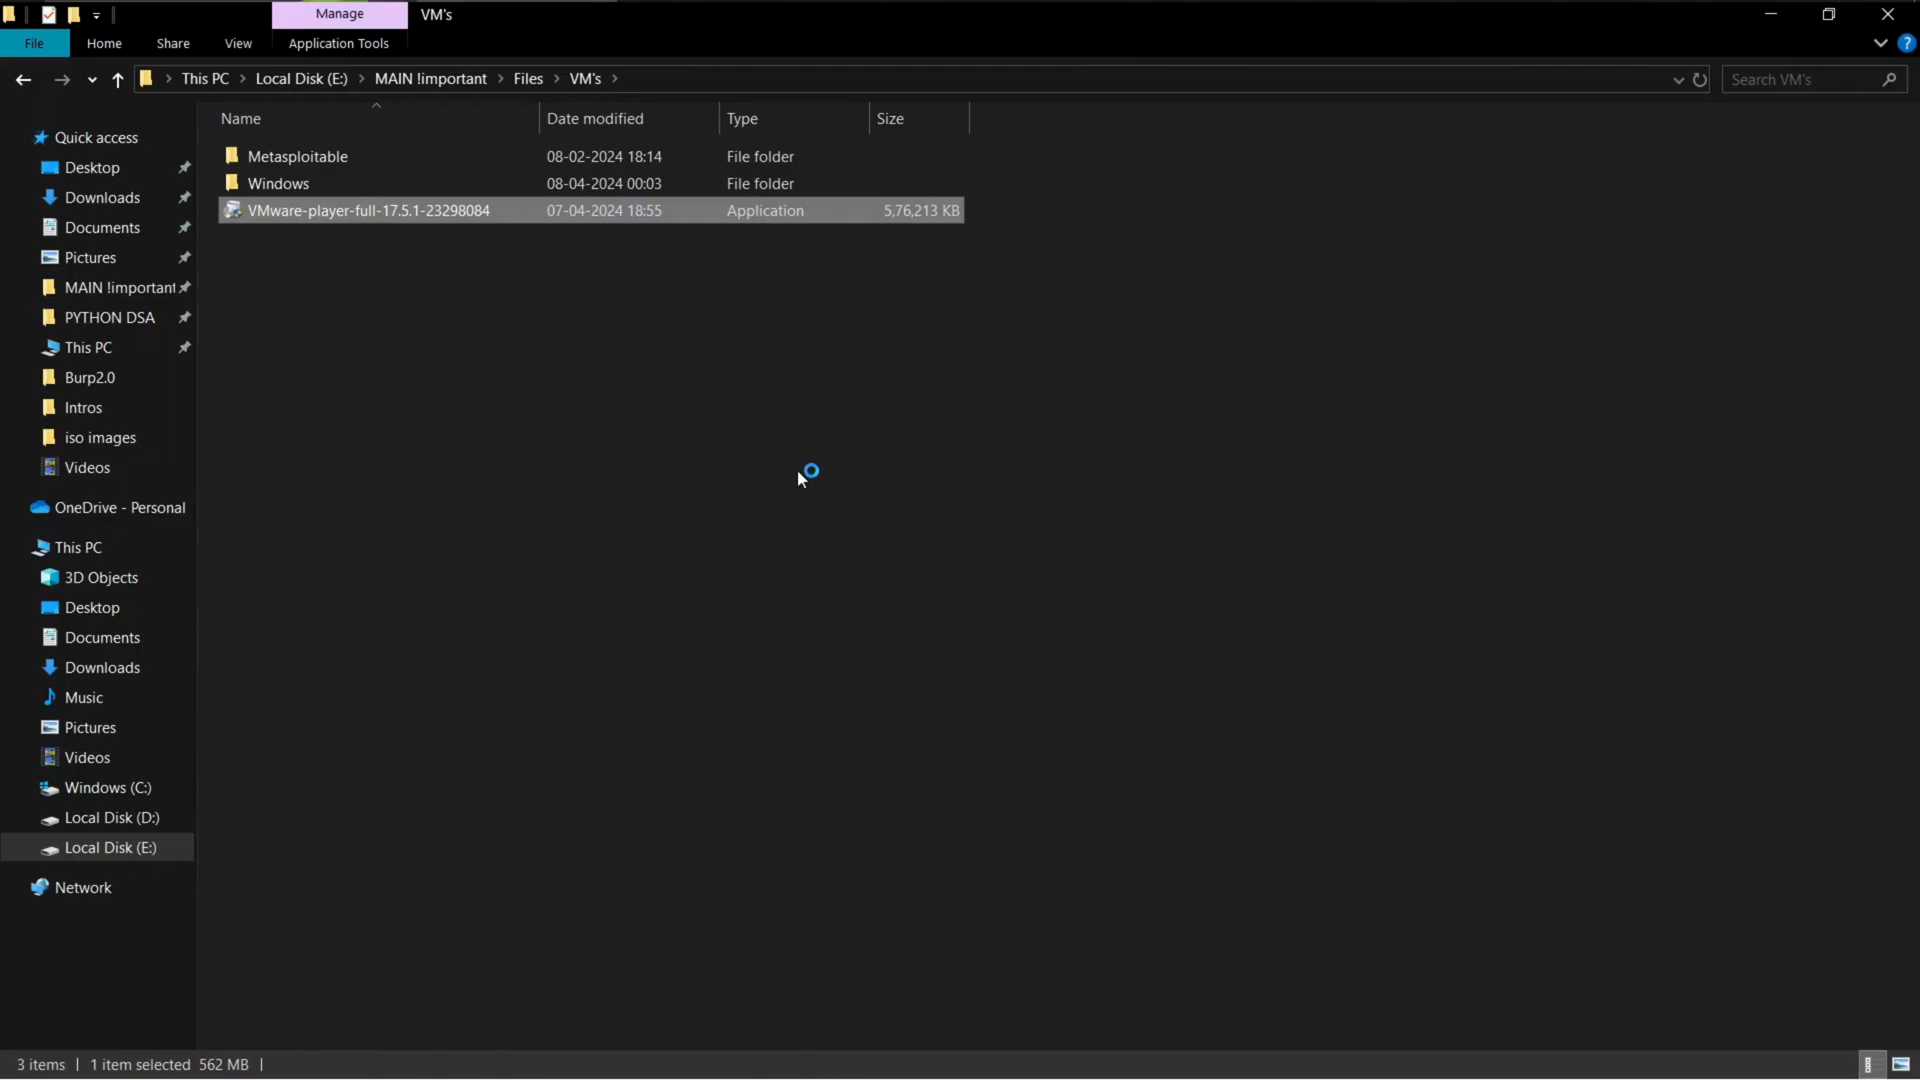 Manage
VM's
File
Home
Share
View
Application Tools
This PC
Local Disk (E:)
MAIN !important
Files
VM's
Search VM's
Name
Date modified
Type
Size
Metasploitable 08-02-2024 18:14 File folder
Windows 08-04-2024 00:03 File folder
VMware-player-full-17.5.1-23298084 07-04-2024 18:55 Application 5,76,213 KB
Quick access
Desktop
Downloads
Documents
Pictures
MAIN !important
PYTHON DSA
This PC
Burp2.0
Intros
iso images
Videos
OneDrive - Personal
This PC
3D Objects
Desktop
Documents
Downloads
Music
Pictures
Videos
Windows (C:)
Local Disk (D:)
Local Disk (E:)
Network
3 items
1 item selected 562 MB